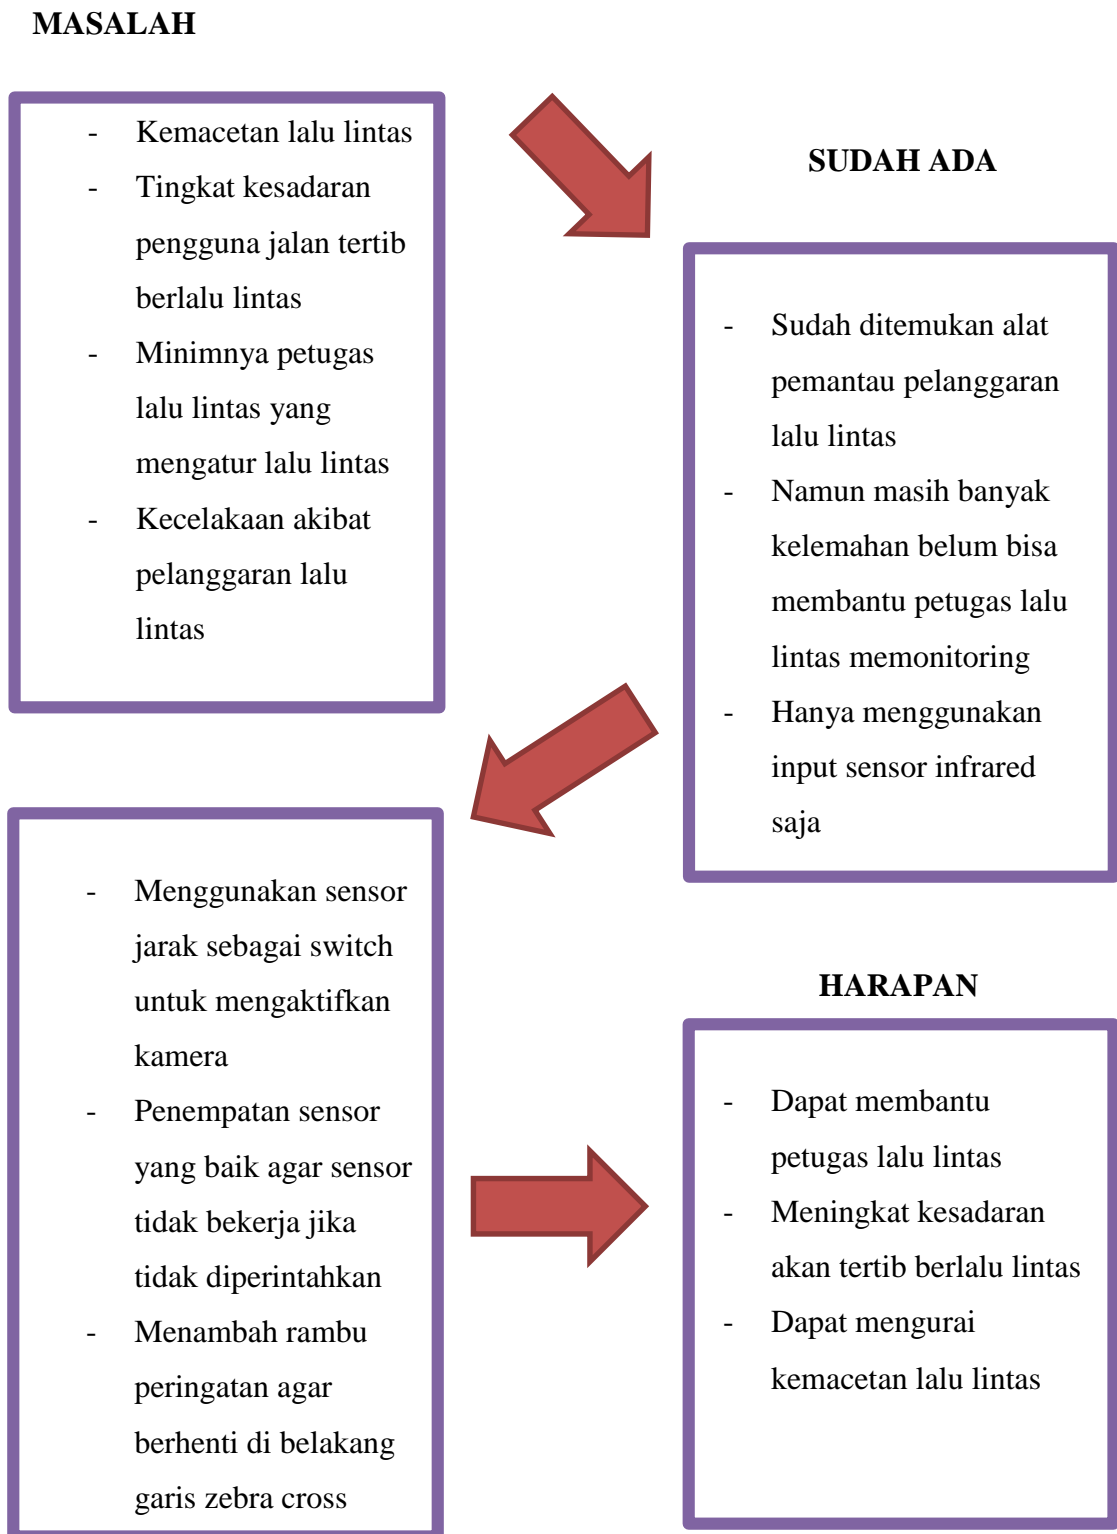 MASALAH
- Kemacetan lalu lintas
- Tingkat kesadaran
pengguna jalan tertib
berlalu lintas
- Minimnya petugas
lalu lintas yang
mengatur lalu lintas
- Kecelakaan akibat
pelanggaran lalu
lintas
SUDAH ADA
- Sudah ditemukan alat
pemantau pelanggaran
lalu lintas
- Namun masih banyak
kelemahan belum bisa
membantu petugas lalu
lintas memonitoring
- Hanya menggunakan
input sensor infrared
saja
- Menggunakan sensor
jarak sebagai switch
untuk mengaktifkan
kamera
- Penempatan sensor
yang baik agar sensor
tidak bekerja jika
tidak diperintahkan
- Menambah rambu
peringatan agar
berhenti di belakang
garis zebra cross
HARAPAN
- Dapat membantu
petugas lalu lintas
- Meningkat kesadaran
akan tertib berlalu lintas
- Dapat mengurai
kemacetan lalu lintas